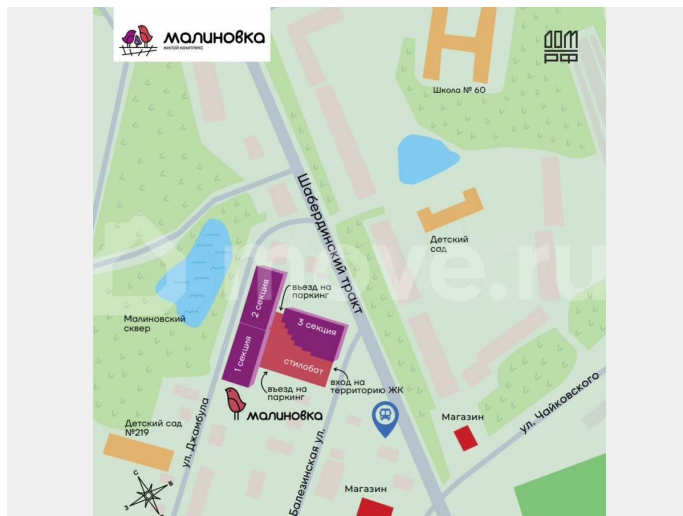 малиновка
жилой комплекс
ДОМ
РФ
Школа № 60
Шабердинский тракт
Детский
сад
move.ru
Малиновский
сквер
2 секция
въезд на
паркинг
3 секция
1 секция
стилобат
въезд на
паркинг
вход на
территорию ЖК
малиновка
Детский сад
№219
ул. Джамбула
Балезинская ул.
Магазин
ул. Чайковского
Магазин
С
В
З